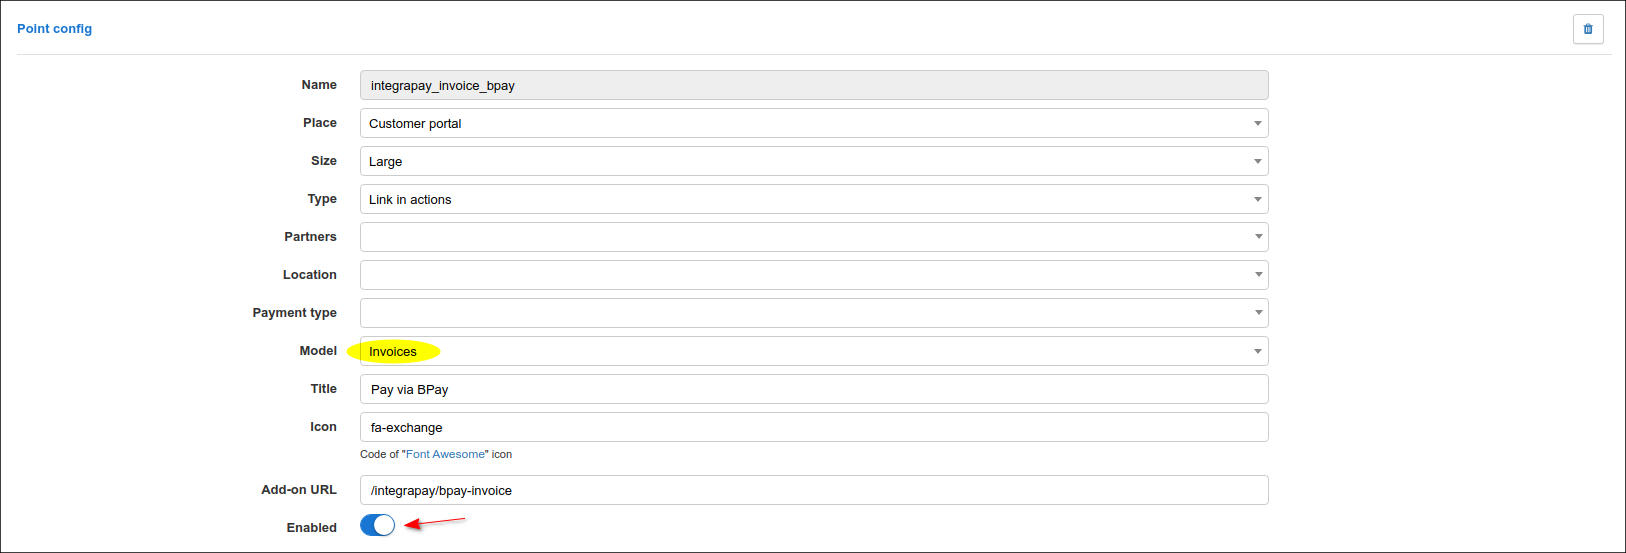 Point config
Name integrapay_invoice_bpay
Place Customer portal
Size Large
Type Link in actions
Partners
Location
Payment type
Model Invoices
Title Pay via BPay
Icon fa-exchange
Code of "Font Awesome" icon
Add-on URL /integrapay/bpay-invoice
Enabled